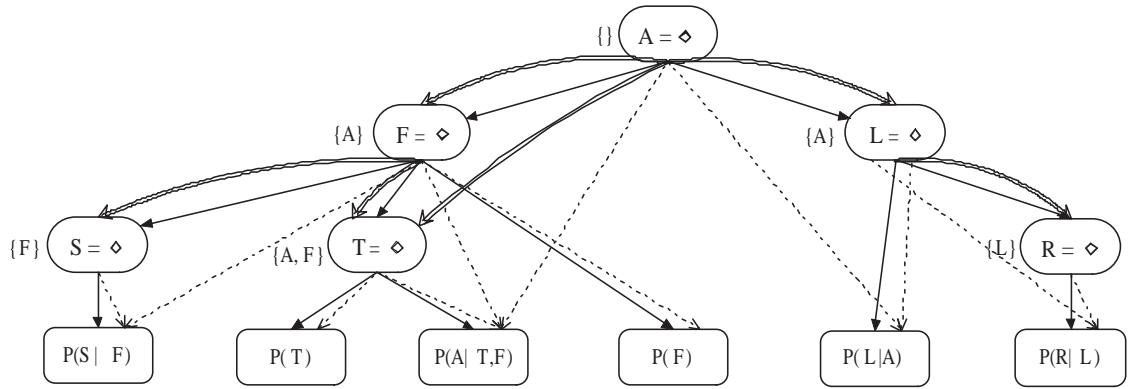 {} A = ◇
{A} F = ◇
{A} L = ◇
{F} S = ◇
{A, F} T= ◇
{L} R = ◇
P(S | F)
P( T)
P(A| T,F)
P( F)
P( L|A)
P(R| L)